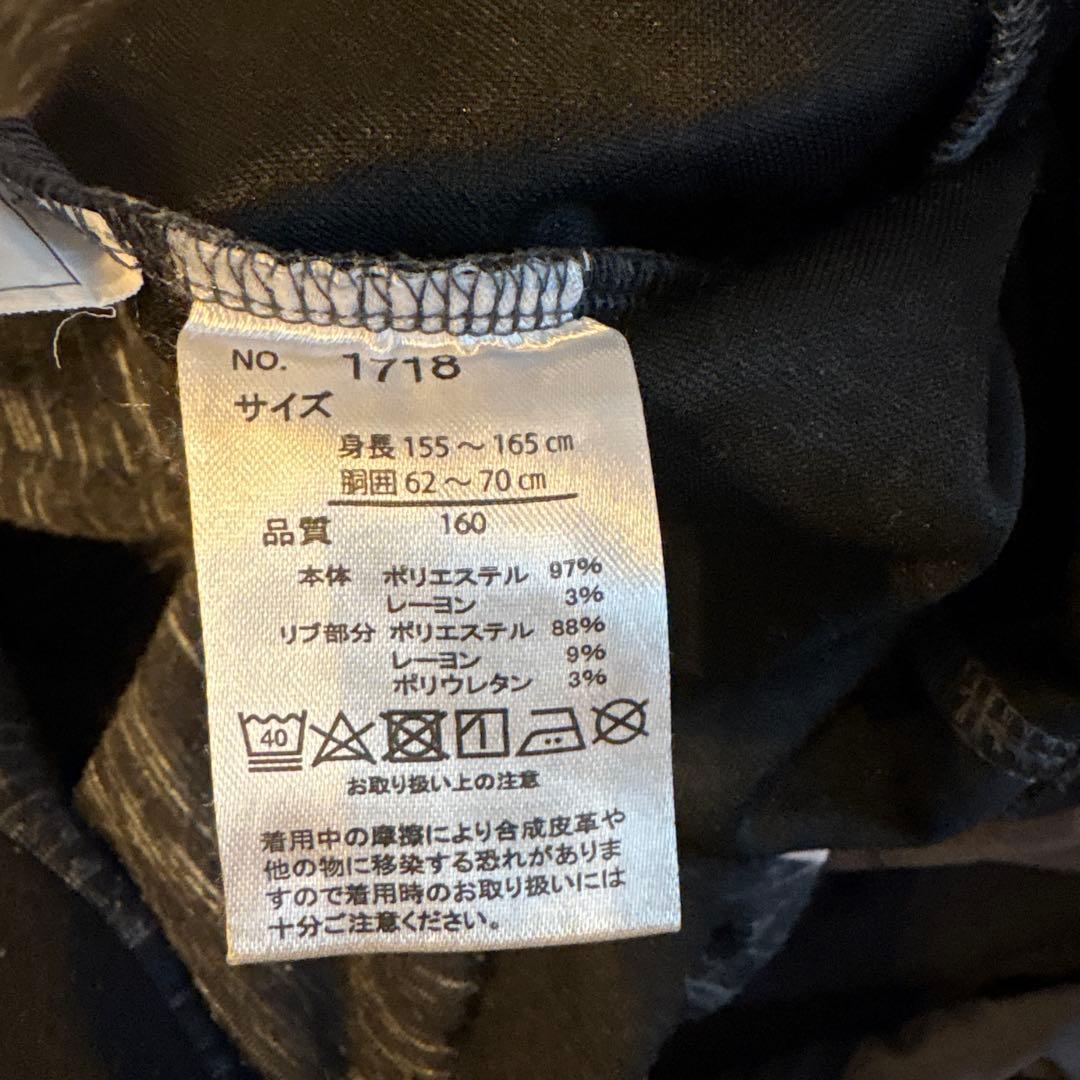 NO. 1718
サイズ
身長 155～165㎝
胴囲 62～70㎝
160
品質
本体 ポリエステル 97%
レーヨン 3%
リブ部分 ポリエステル 88%
レーヨン 9%
ポリウレタン 3%
40
お取り扱い上の注意
着用中の摩擦により合成皮革や
他の物に移染する恐れがありま
すので着用時のお取り扱いには
十分ご注意ください。